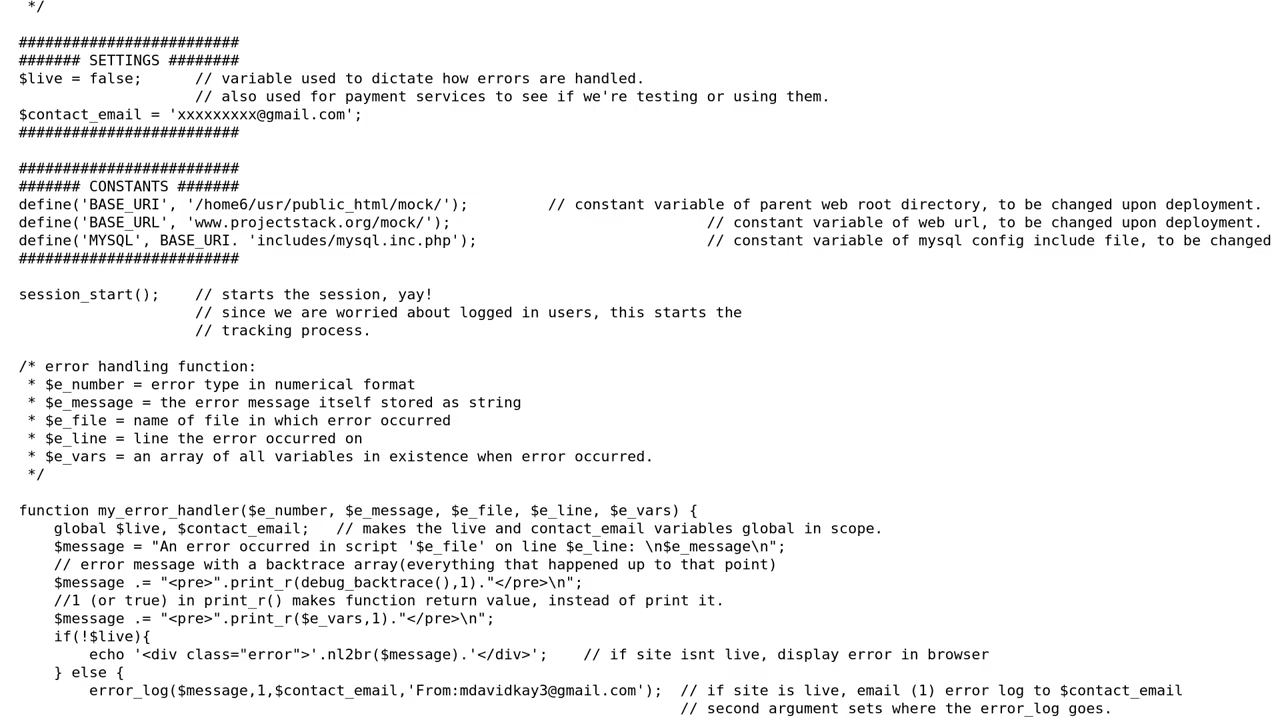 */

#########################
####### SETTINGS ########
$live = false;      // variable used to dictate how errors are handled.
                    // also used for payment services to see if we're testing or using them.
$contact_email = 'xxxxxxxxx@gmail.com';
#########################

#########################
####### CONSTANTS #######
define('BASE_URI', '/home6/usr/public_html/mock/');         // constant variable of parent web root directory, to be changed upon deployment.
define('BASE_URL', 'www.projectstack.org/mock/');                             // constant variable of web url, to be changed upon deployment.
define('MYSQL', BASE_URI. 'includes/mysql.inc.php');                          // constant variable of mysql config include file, to be changed
#########################

session_start();    // starts the session, yay!
                    // since we are worried about logged in users, this starts the
                    // tracking process.

/* error handling function:
 * $e_number = error type in numerical format
 * $e_message = the error message itself stored as string
 * $e_file = name of file in which error occurred
 * $e_line = line the error occurred on
 * $e_vars = an array of all variables in existence when error occurred.
 */

function my_error_handler($e_number, $e_message, $e_file, $e_line, $e_vars) {
    global $live, $contact_email;   // makes the live and contact_email variables global in scope.
    $message = "An error occurred in script '$e_file' on line $e_line: \n$e_message\n";
    // error message with a backtrace array(everything that happened up to that point)
    $message .= "<pre>".print_r(debug_backtrace(),1)."</pre>\n";
    //1 (or true) in print_r() makes function return value, instead of print it.
    $message .= "<pre>".print_r($e_vars,1)."</pre>\n";
    if(!$live){
        echo '<div class="error">'.nl2br($message).'</div>';    // if site isnt live, display error in browser
    } else {
        error_log($message,1,$contact_email,'From:mdavidkay3@gmail.com');  // if site is live, email (1) error log to $contact_email
                                                                           // second argument sets where the error_log goes.